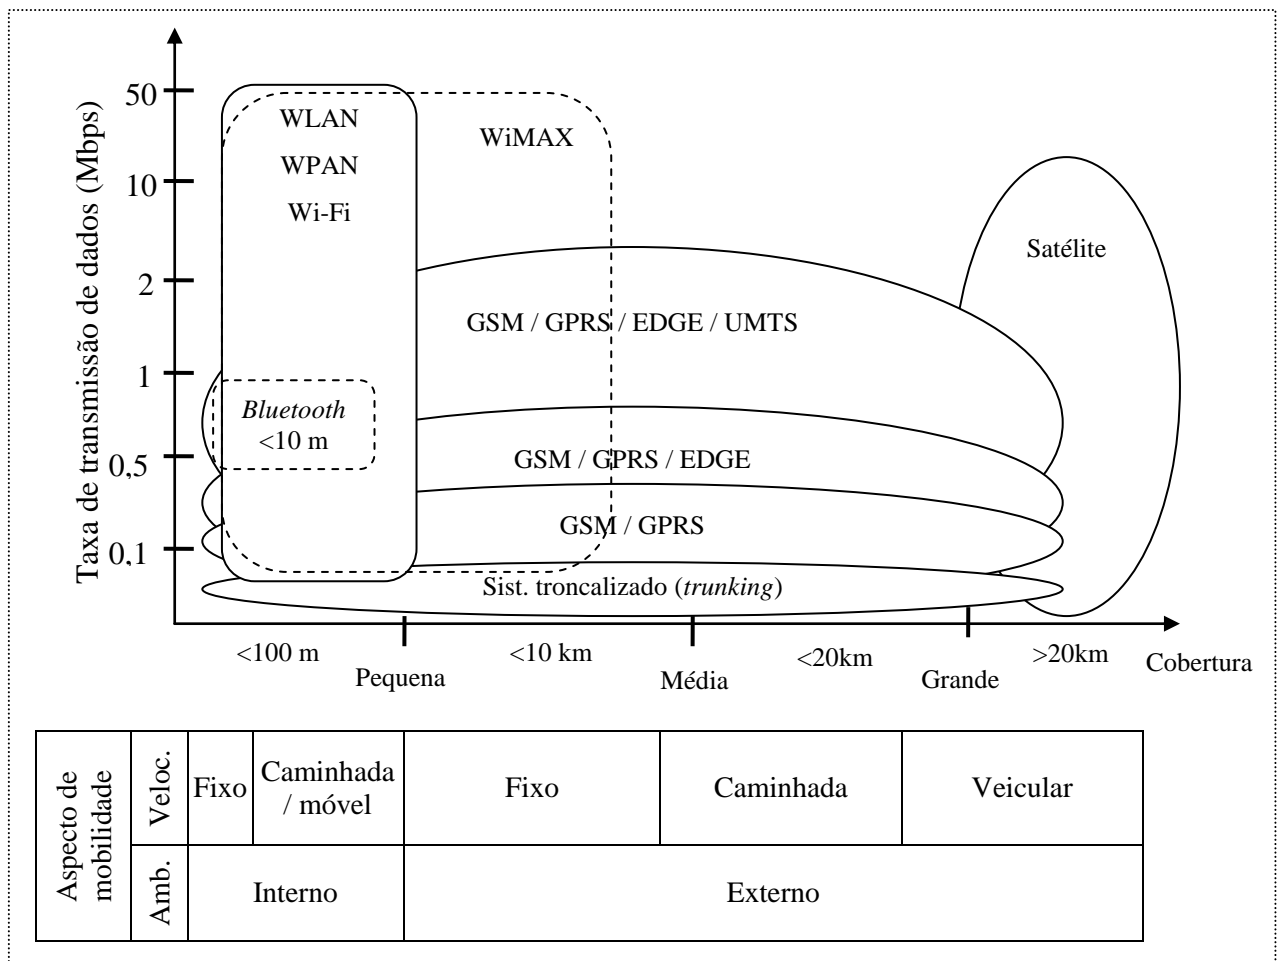 Taxa de transmissão de dados (Mbps)
50
10
2
1
0,5
0,1
WLAN
WPAN
Wi-Fi
WiMAX
Satélite
GSM / GPRS / EDGE / UMTS
Bluetooth
<10 m
GSM / GPRS / EDGE
GSM / GPRS
Sist. troncalizado (trunking)
<100 m
<10 km
<20km
>20km
Cobertura
Pequena
Média
Grande
Aspecto de
mobilidade
Veloc.
Fixo
Caminhada
/ móvel
Fixo
Caminhada
Veicular
Amb.
Interno
Externo